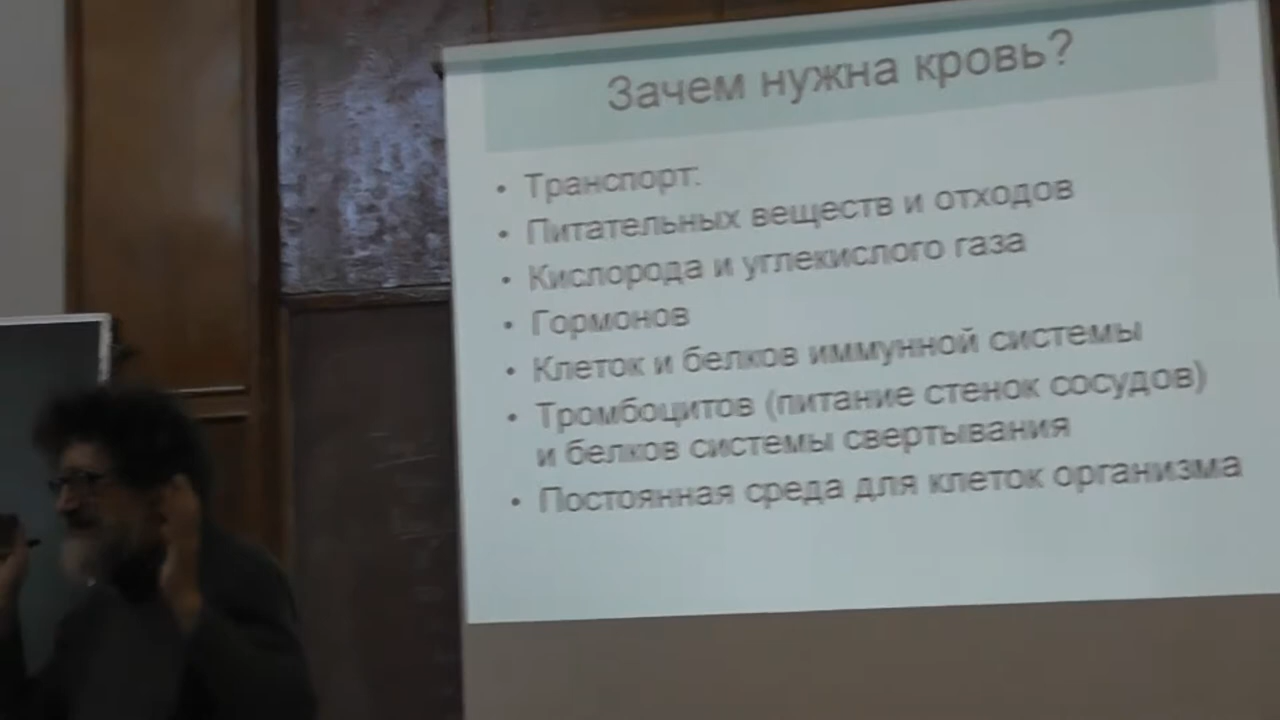 Зачем нужна кровь?
• Транспорт:
• Питательных веществ и отходов
• Кислорода и углекислого газа
• Гормонов
• Клеток и белков иммунной системы
• Тромбоцитов (питание стенок сосудов)
и белков системы свертывания
• Постоянная среда для клеток организма